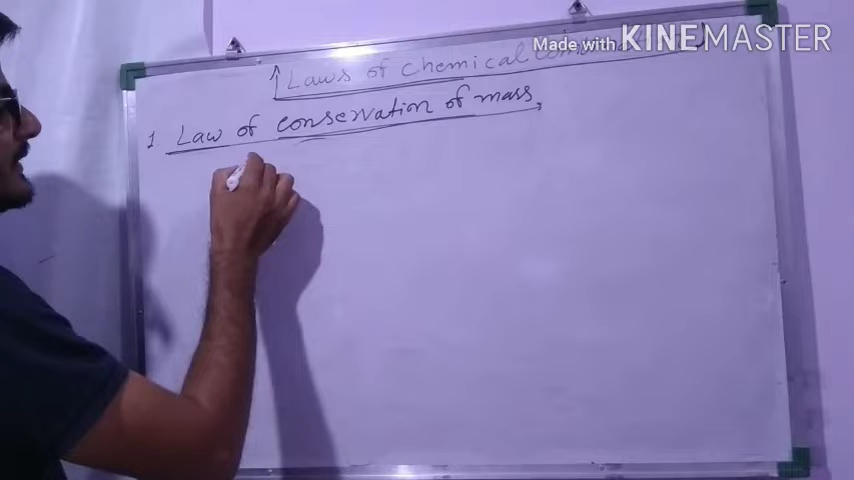 Made with KINEMASTER
Laws of chemical
1 Law of conservation of mass,